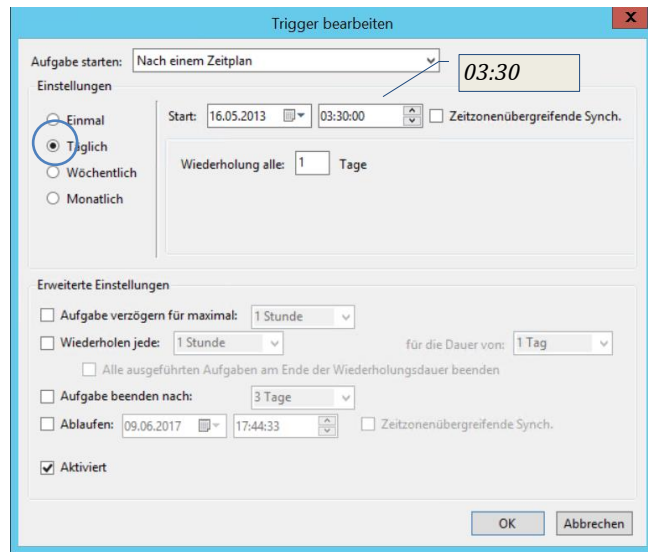 Trigger bearbeiten
X
Aufgabe starten: Nach einem Zeitplan
03:30
Einstellungen
Einmal
Start: 16.05.2013 03:30:00 Zeitzonenübergreifende Synch.
Täglich
Wiederholung alle: 1 Tage
Wöchentlich
Monatlich
Erweiterte Einstellungen
Aufgabe verzögern für maximal: 1 Stunde
Wiederholen jede: 1 Stunde für die Dauer von: 1 Tag
Alle ausgeführten Aufgaben am Ende der Wiederholungsdauer beenden
Aufgabe beenden nach: 3 Tage
Ablaufen: 09.06.2017 17:44:33 Zeitzonenübergreifende Synch.
Aktiviert
OK Abbrechen